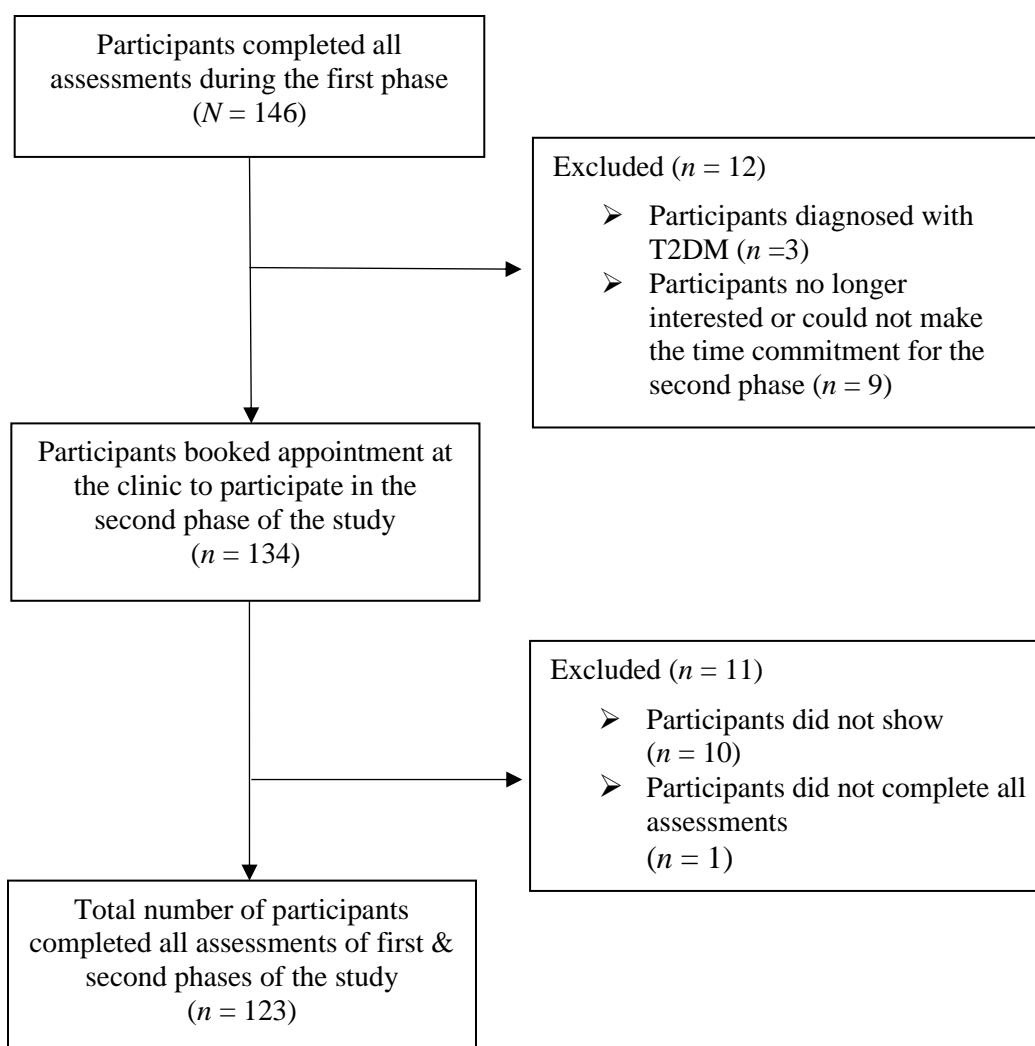 Participants completed all
assessments during the first phase
(N = 146)
Excluded (n = 12)
➢ Participants diagnosed with
T2DM (n =3)
➢ Participants no longer
interested or could not make
the time commitment for the
second phase (n = 9)
Participants booked appointment at
the clinic to participate in the
second phase of the study
(n = 134)
Excluded (n = 11)
➢ Participants did not show
(n = 10)
➢ Participants did not complete all
assessments
(n = 1)
Total number of participants
completed all assessments of first &
second phases of the study
(n = 123)